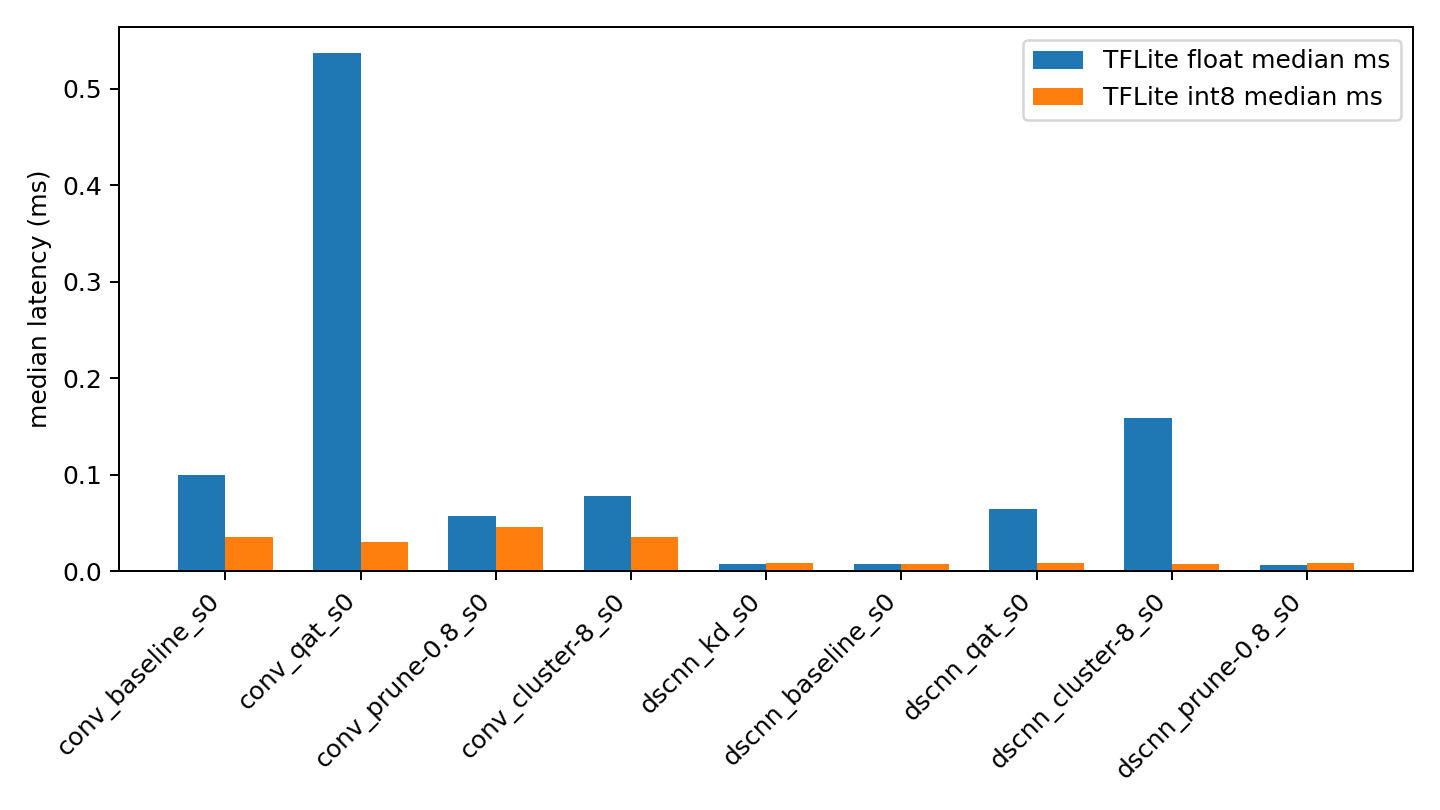 TFLite float median ms
TFLite int8 median ms
median latency (ms)
0.5
0.4
0.3
0.2
0.1
0.0
conv_baseline_s0
conv_qat_s0
conv_prune-0.8_s0
conv_cluster-8_s0
dscnn_kd_s0
dscnn_baseline_s0
dscnn_qat_s0
dscnn_cluster-8_s0
dscnn_prune-0.8_s0